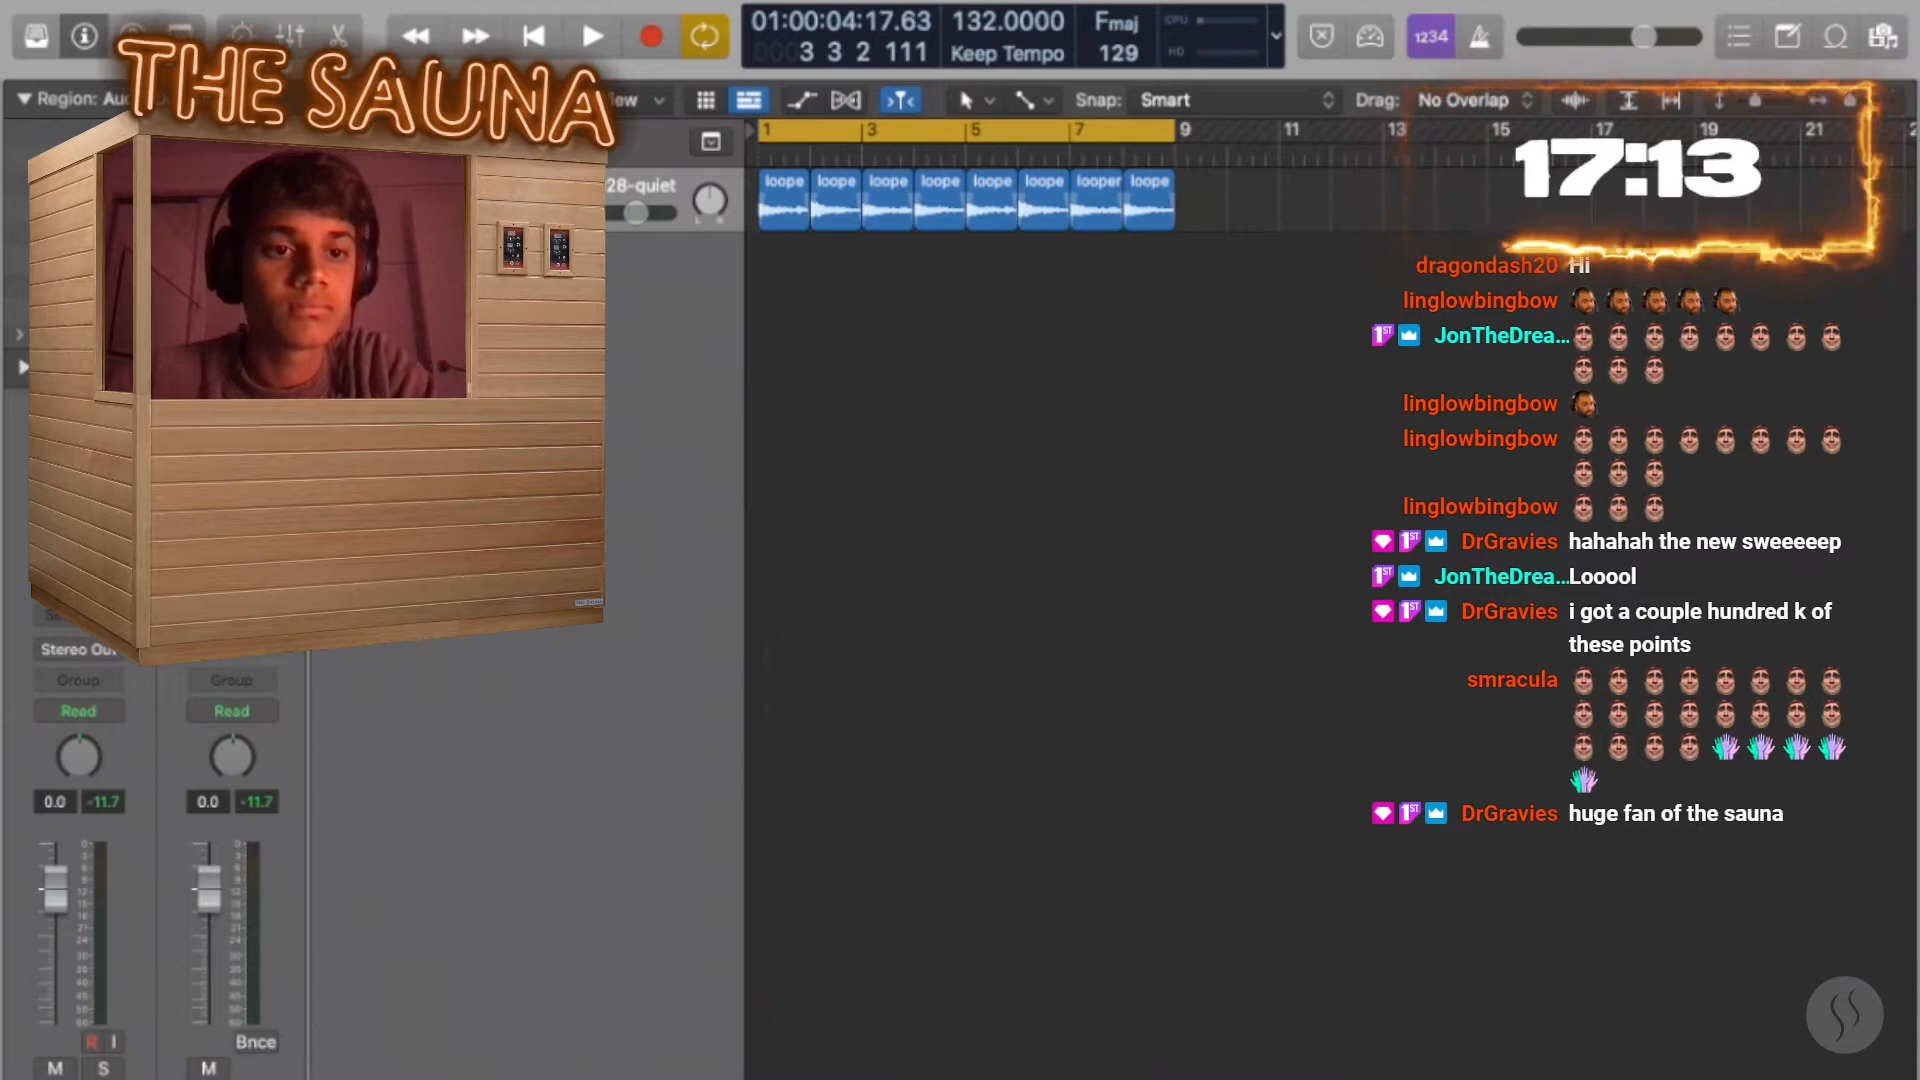 01:00:04:17.63
3 3 2 111
132.0000
Keep Tempo
Fmaj
129
CPU
HD
1234
THE SAUNA
Region:
Snap: Smart
Drag: No Overlap
17:13
1 3 5 7 9 11 13 15 17 19 21
28-quiet
loope loope loope loope loope loope looper loope
dragondash20 Hi
linglowbingbow
JonTheDrea...
linglowbingbow
linglowbingbow
linglowbingbow
DrGravies hahahah the new sweeeeep
JonTheDrea... Looool
DrGravies i got a couple hundred k of
these points
smracula
DrGravies huge fan of the sauna
Stereo Out
Group Group
Read Read
0.0 -11.7 0.0 -11.7
R I Bnce
M S M